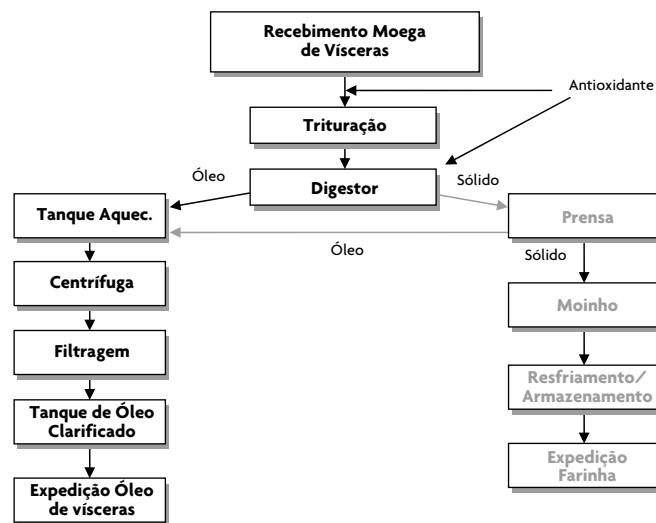 Recebimento Moega
de Vísceras
Antioxidante
Trituração
Óleo
Digestor
Sólido
Tanque Aquec.
Prensa
Óleo
Sólido
Centrífuga
Moinho
Filtragem
Resfriamento/
Armazenamento
Tanque de Óleo
Clarificado
Expedição
Farinha
Expedição Óleo
de vísceras